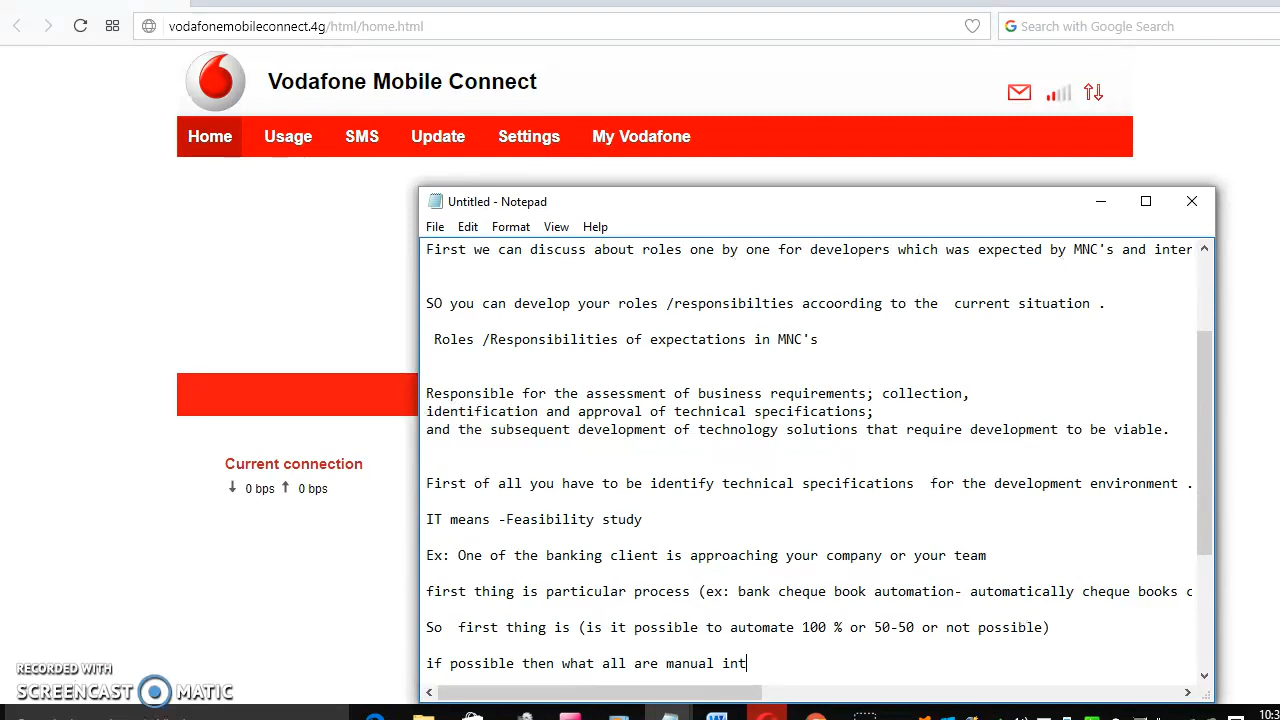 vodafonemobileconnect.4g/html/home.html
Search with Google Search
Vodafone Mobile Connect
Home Usage SMS Update Settings My Vodafone
Untitled - Notepad
File Edit Format View Help
First we can discuss about roles one by one for developers which was expected by MNC's and inter
SO you can develop your roles /responsibilties accoording to the current situation .
Roles /Responsibilities of expectations in MNC's
Responsible for the assessment of business requirements; collection,
identification and approval of technical specifications;
and the subsequent development of technology solutions that require development to be viable.
First of all you have to be identify technical specifications for the development environment .
IT means -Feasibility study
Ex: One of the banking client is approaching your company or your team
first thing is particular process (ex: bank cheque book automation- automatically cheque books c
So first thing is (is it possible to automate 100 % or 50-50 or not possible)
if possible then what all are manual int
Current connection
0 bps 0 bps
RECORDED WITH
SCREENCAST MATIC
10:3